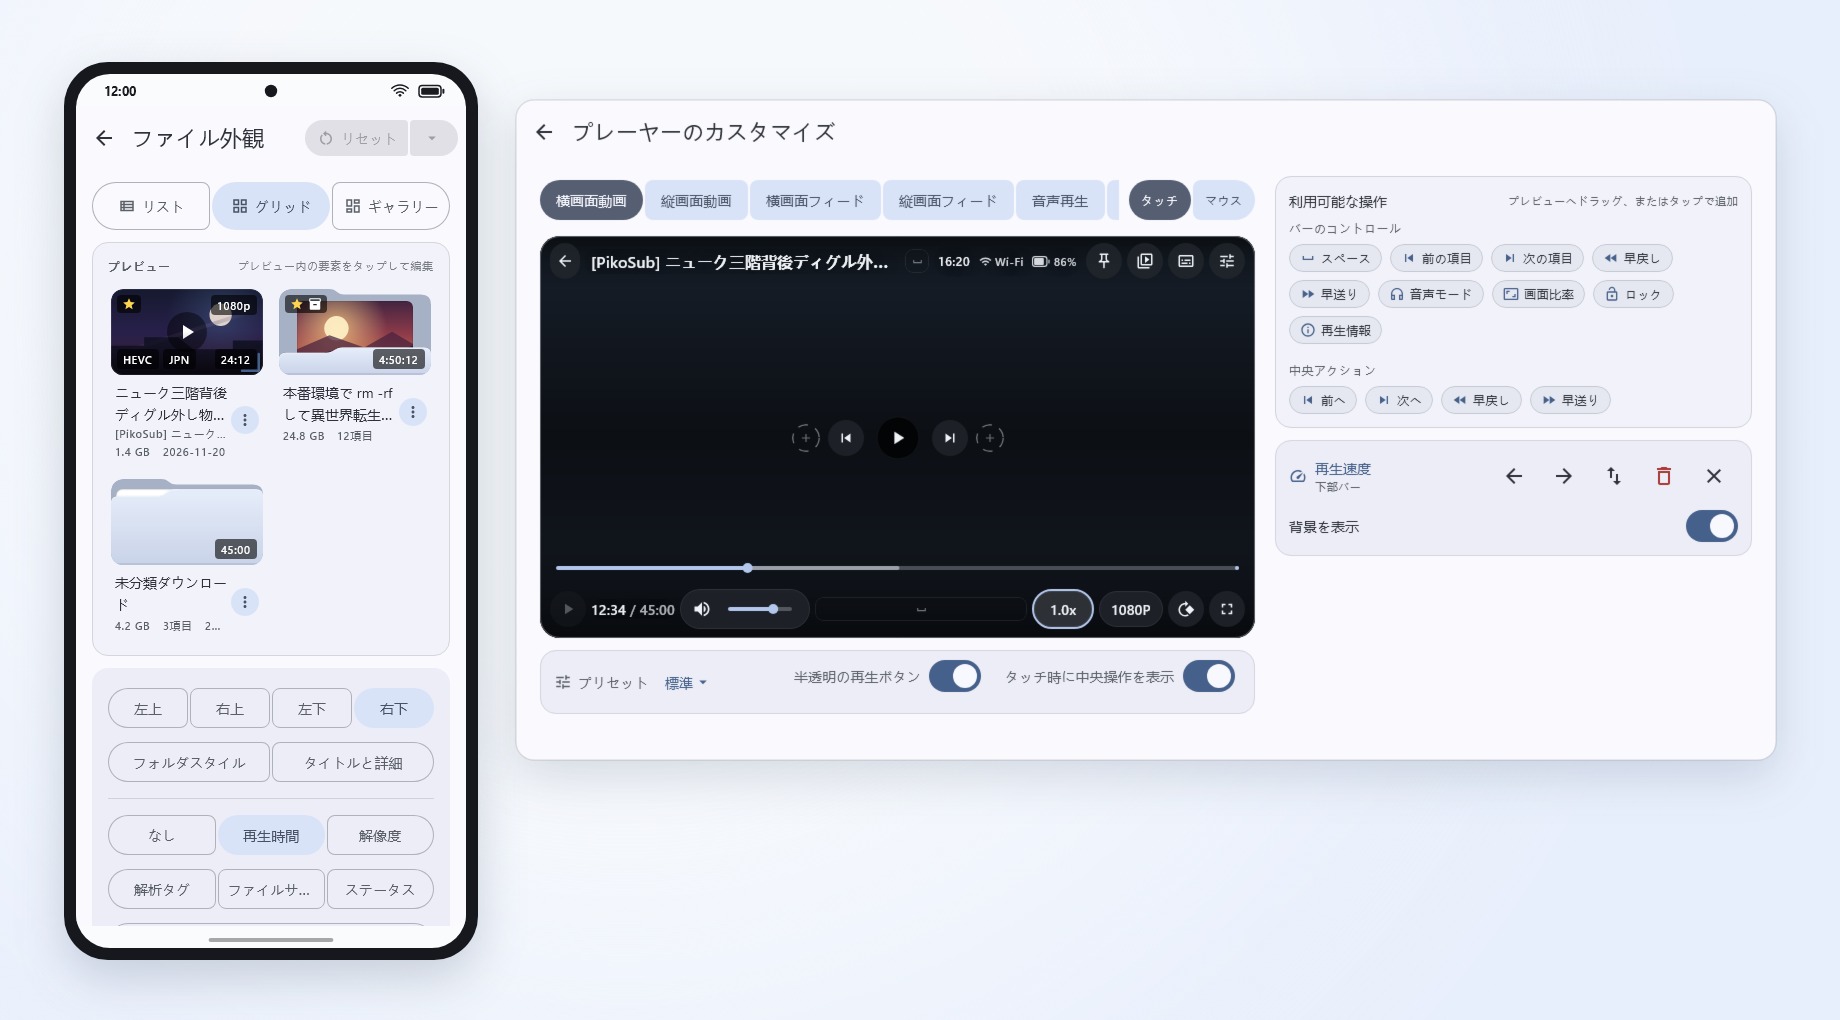 12:00
ファイル外観
リセット
リスト
グリッド
ギャラリー
プレビュー
プレビュー内の要素をタップして編集
1080p
HEVC
JPN
24:12
ニューク三階背後
ディグル外し物...
[PikoSub] ニューク...
1.4 GB 2026-11-20
4:50:12
本番環境で rm -rf
して異世界転生...
24.8 GB 12項目
45:00
未分類ダウンロー
ド
4.2 GB 3項目 2...
左上
右上
左下
右下
フォルダスタイル
タイトルと詳細
なし
再生時間
解像度
解析タグ
ファイルサ...
ステータス
プレーヤーのカスタマイズ
横画面動画
縦画面動画
横画面フィード
縦画面フィード
音声再生
タッチ
マウス
[PikoSub] ニューク三階背後ディグル外...
16:20
Wi-Fi
86%
12:34 / 45:00
1.0x
1080P
プリセット
標準
半透明の再生ボタン
タッチ時に中央操作を表示
利用可能な操作
プレビューへドラッグ、またはタップで追加
バーのコントロール
スペース
前の項目
次の項目
早戻し
早送り
音声モード
画面比率
ロック
再生情報
中央アクション
前へ
次へ
早戻し
早送り
再生速度
下部バー
背景を表示